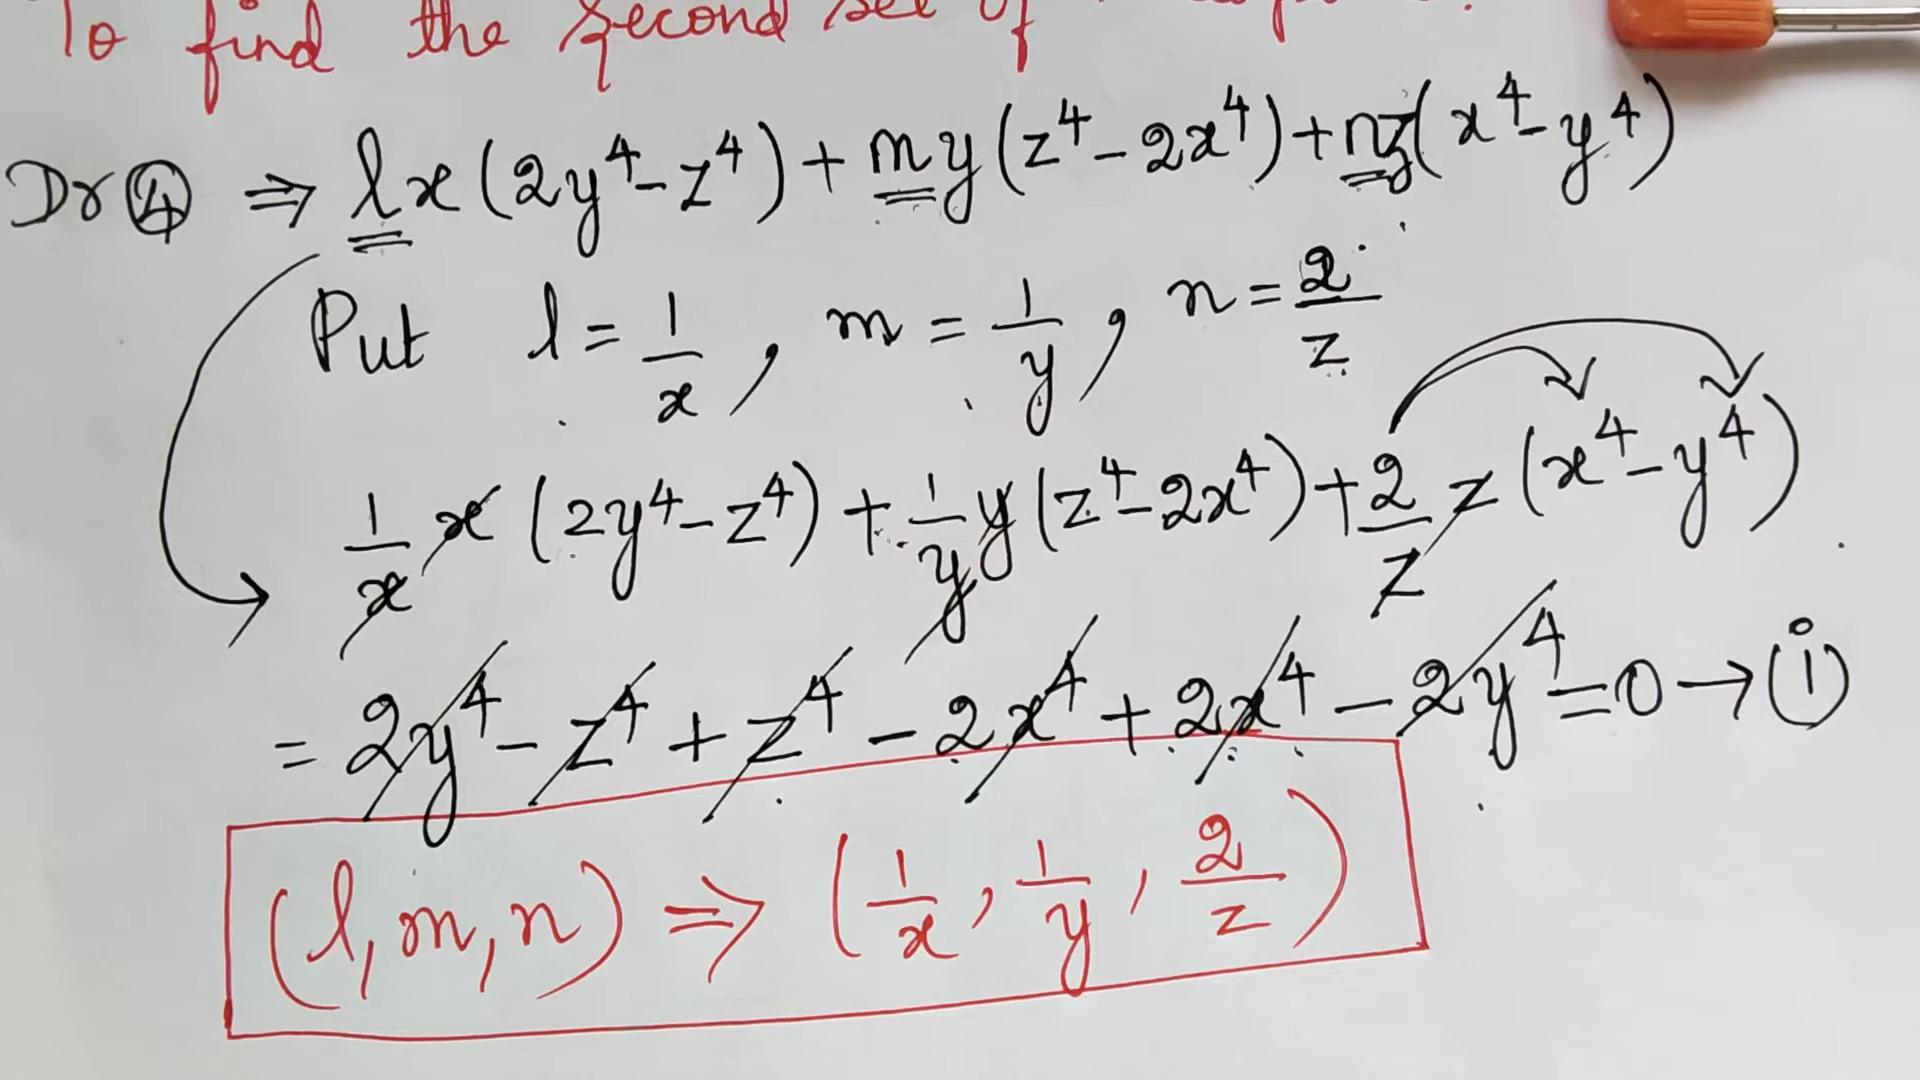 To find the second set of
Dr ④ ⇒ lx(2y⁴-z⁴)+my(z⁴-2x⁴)+nz(x⁴-y⁴)
Put l = 1/x, m = 1/y, n = 2/z
1/x x (2y⁴-z⁴) + 1/y y (z⁴-2x⁴) + 2/z z (x⁴-y⁴)
= 2y⁴ - z⁴ + z⁴ - 2x⁴ + 2x⁴ - 2y⁴ = 0 → (i)
(l, m, n) ⇒ (1/x, 1/y, 2/z)